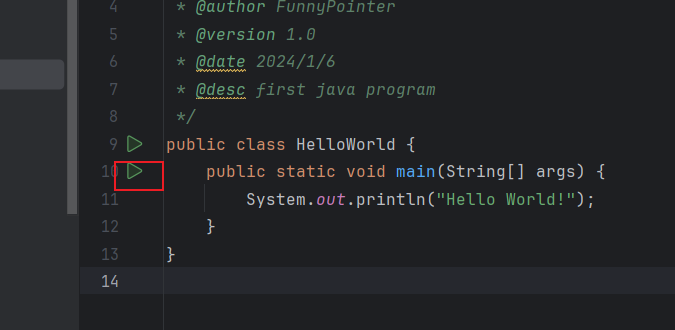 4 * @author FunnyPointer
5 * @version 1.0
6 * @date 2024/1/6
7 * @desc first java program
8 */
9 public class HelloWorld {
10 public static void main(String[] args) {
11 System.out.println("Hello World!");
12 }
13 }
14